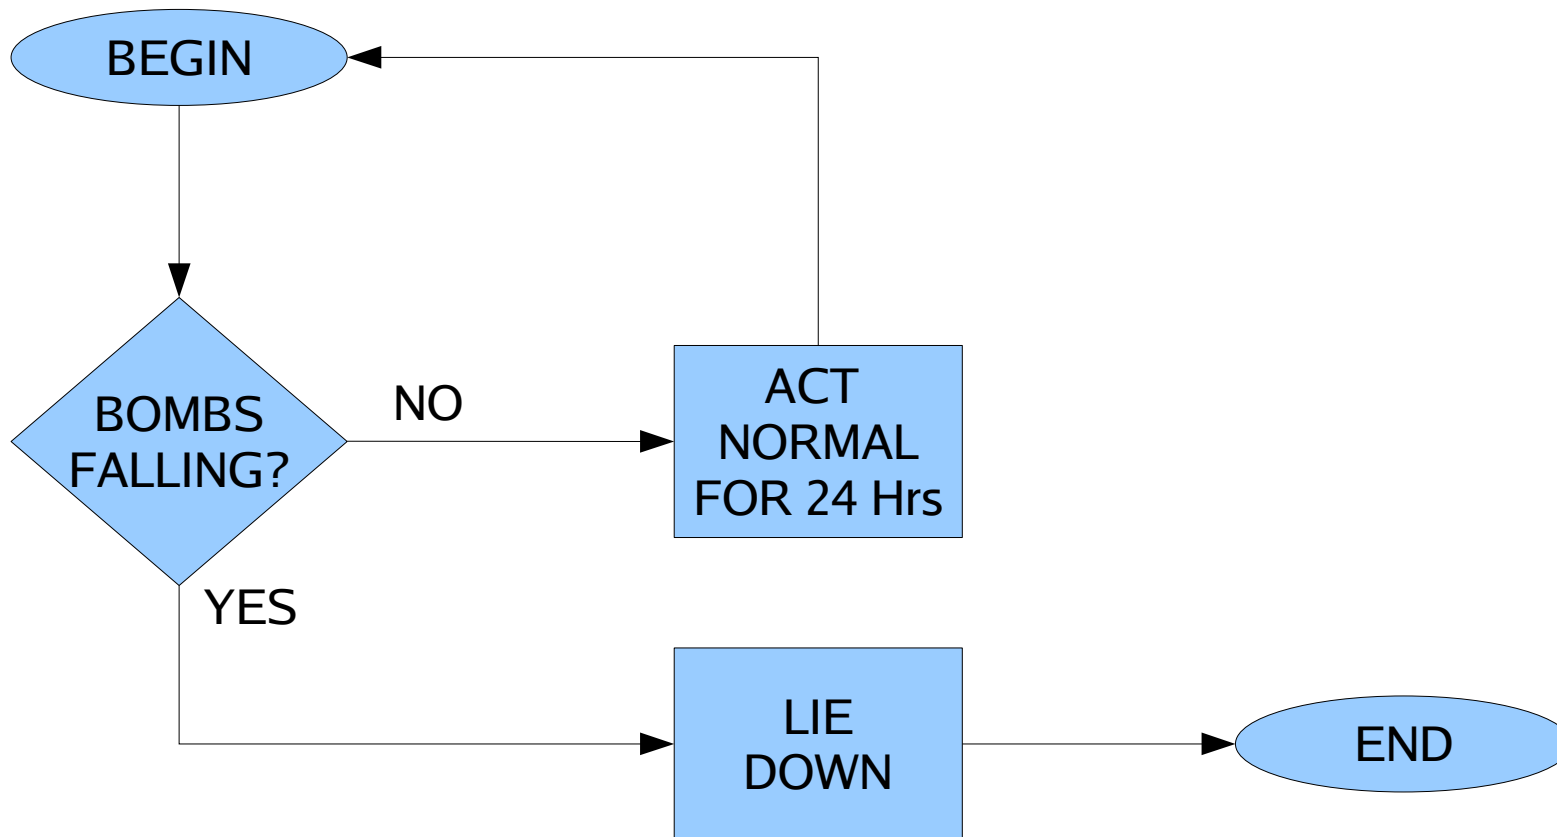 BEGIN
BOMBS
FALLING?
NO
ACT
NORMAL
FOR 24 Hrs
YES
LIE
DOWN
END